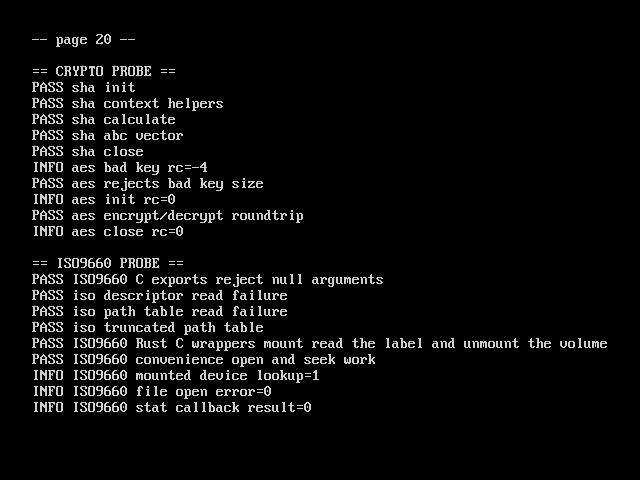 -- page 20 --
== CRYPTO PROBE ==
PASS sha init
PASS sha context helpers
PASS sha calculate
PASS sha abc vector
PASS sha close
INFO aes bad key rc=-4
PASS aes rejects bad key size
INFO aes init rc=0
PASS aes encrypt/decrypt roundtrip
INFO aes close rc=0
== ISO9660 PROBE ==
PASS ISO9660 C exports reject null arguments
PASS iso descriptor read failure
PASS iso path table read failure
PASS iso truncated path table
PASS ISO9660 Rust C wrappers mount read the label and unmount the volume
PASS ISO9660 convenience open and seek work
INFO ISO9660 mounted device lookup=1
INFO ISO9660 file open error=0
INFO ISO9660 stat callback result=0